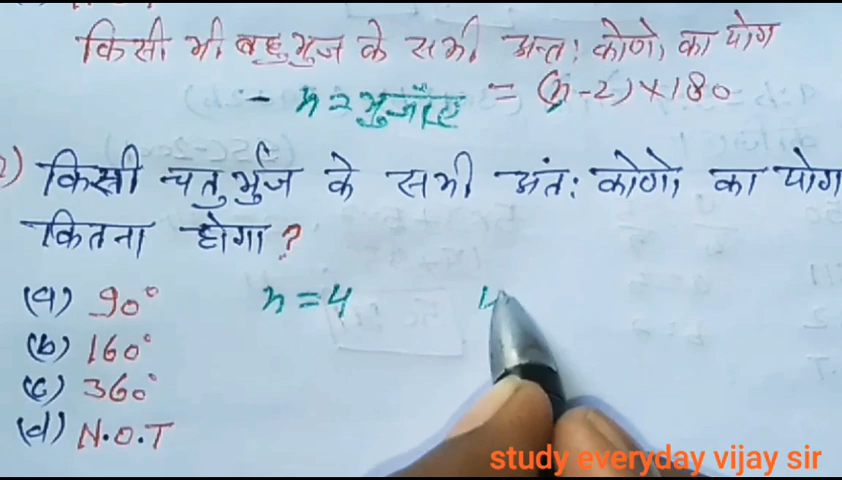 किसी भी बहुभुज के सभी अन्त: कोणो का योग
- n = भुजाएँ = (n-2)×180
2) किसी चतुर्भुज के सभी अंत: कोणो का योग
कितना होगा?
(a) 90°
n = 4
(b) 160°
(c) 360°
(d) N.O.T
study everyday vijay sir